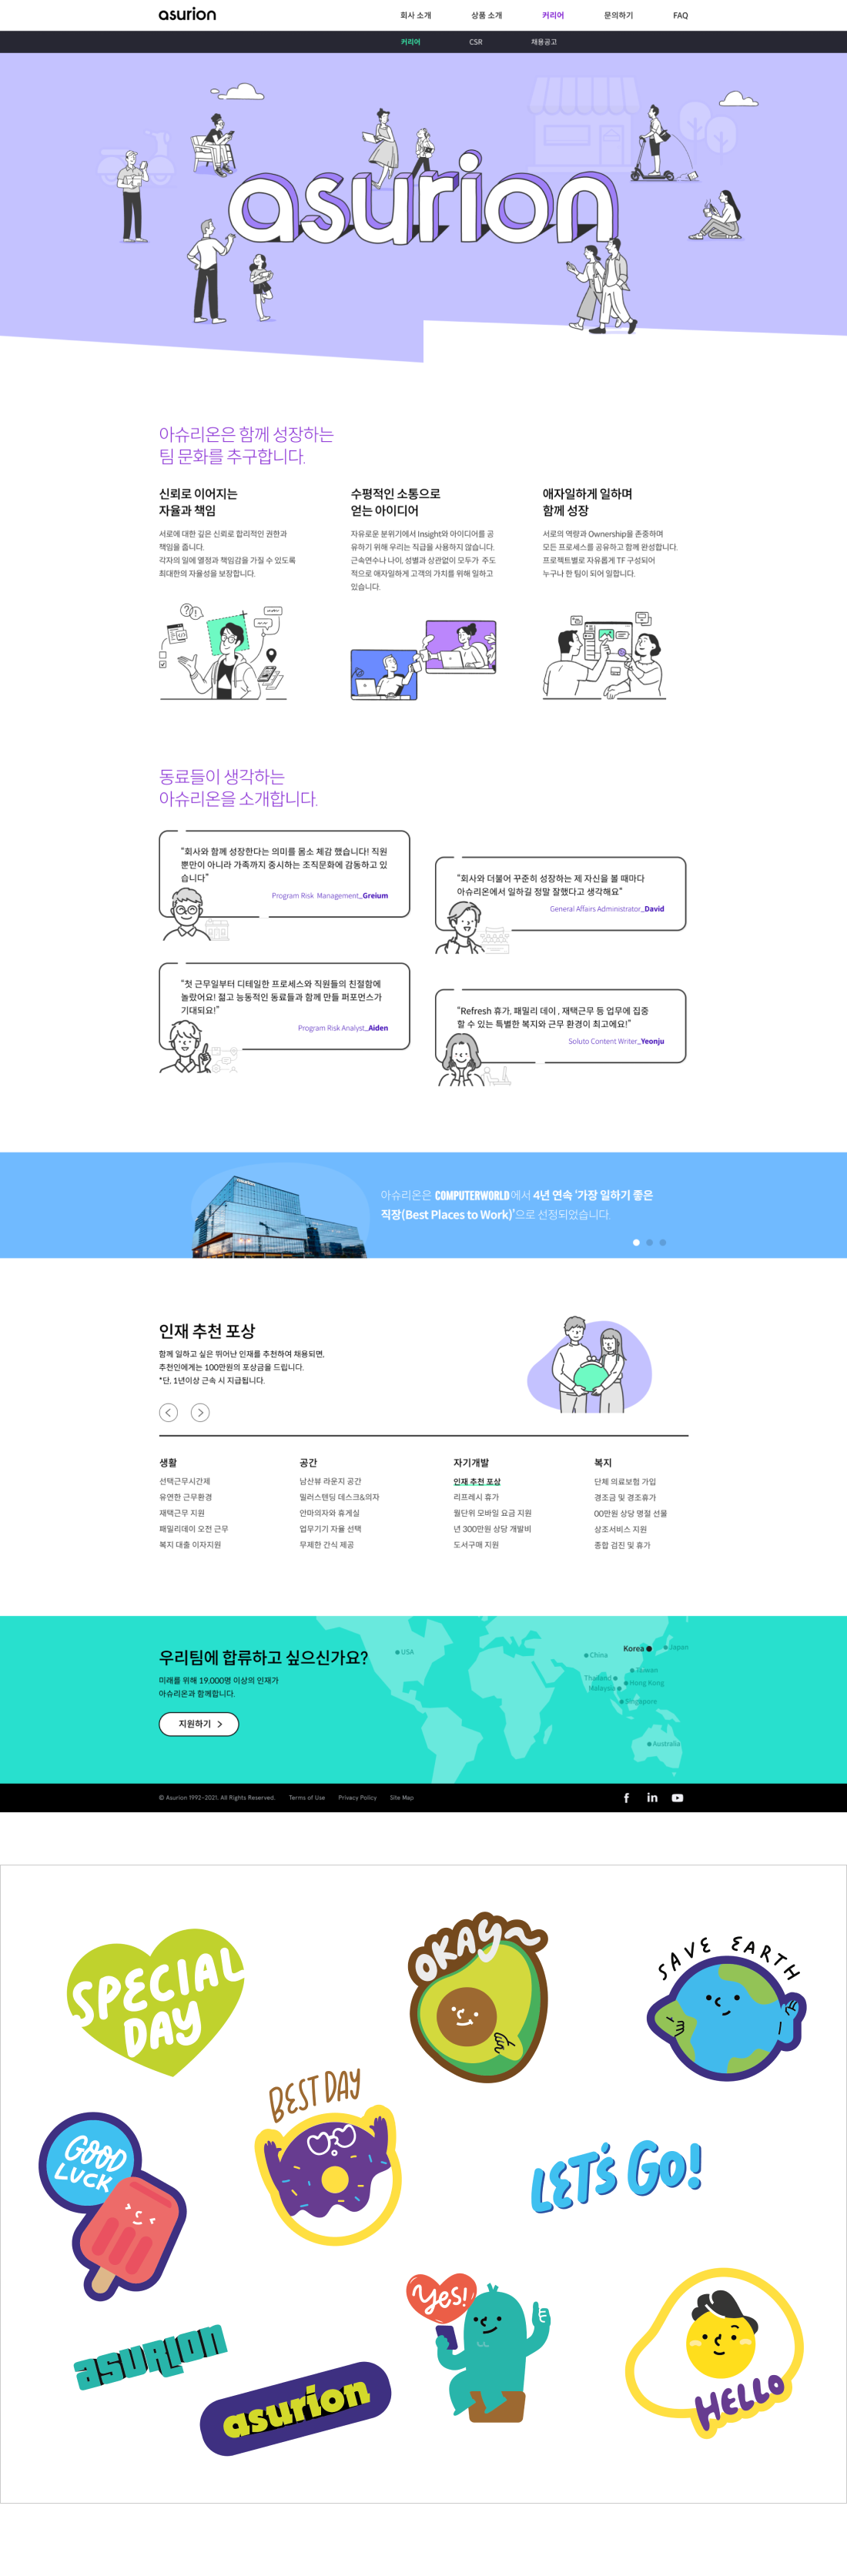 asurion
회사 소개
상품 소개
커리어
문의하기
FAQ
커리어
CSR
채용공고
asurion
아슈리온은 함께 성장하는
팀 문화를 추구합니다.
신뢰로 이어지는
자율과 책임
서로에 대한 깊은 신뢰로 합리적인 권한과
책임을 줍니다.
각자의 일에 열정과 책임감을 가질 수 있도록
최대한의 자율성을 보장합니다.
수평적인 소통으로
얻는 아이디어
자유로운 분위기에서 Insight와 아이디어를 공
유하기 위해 우리는 직급을 사용하지 않습니다.
근속연수나 나이, 성별과 상관없이 모두가 주도
적으로 애자일하게 고객의 가치를 위해 일하고
있습니다.
애자일하게 일하며
함께 성장
서로의 역량과 Ownership을 존중하며
모든 프로세스를 공유하고 함께 완성합니다.
프로젝트별로 자유롭게 TF 구성되어
누구나 한 팀이 되어 일합니다.
동료들이 생각하는
아슈리온을 소개합니다.
"회사와 함께 성장한다는 의미를 몸소 체감 했습니다! 직원
뿐만이 아니라 가족까지 중시하는 조직문화에 감동하고 있
습니다"
Program Risk Management_Greium
"회사와 더불어 꾸준히 성장하는 제 자신을 볼 때마다
아슈리온에서 일하길 정말 잘했다고 생각해요"
General Affairs Administrator_David
"첫 근무일부터 디테일한 프로세스와 직원들의 친절함에
놀랐어요! 젊고 능동적인 동료들과 함께 만들 퍼포먼스가
기대되요!"
Program Risk Analyst_Aiden
"Refresh 휴가, 패밀리 데이 , 재택근무 등 업무에 집중
할 수 있는 특별한 복지와 근무 환경이 최고에요!"
Soluto Content Writer_Yeonju
아슈리온은 COMPUTERWORLD에서 4년 연속 '가장 일하기 좋은
직장(Best Places to Work)'으로 선정되었습니다.
인재 추천 포상
함께 일하고 싶은 뛰어난 인재를 추천하여 채용되면,
추천인에게는 100만원의 포상금을 드립니다.
*단, 1년이상 근속 시 지급됩니다.
생활
선택근무시간제
유연한 근무환경
재택근무 지원
패밀리데이 오전 근무
복지 대출 이자지원
공간
남산뷰 라운지 공간
밀러스탠딩 데스크&의자
안마의자와 휴게실
업무기기 자율 선택
무제한 간식 제공
자기개발
인재 추천 포상
리프레시 휴가
월단위 모바일 요금 지원
년 300만원 상당 개발비
도서구매 지원
복지
단체 의료보험 가입
경조금 및 경조휴가
00만원 상당 명절 선물
상조서비스 지원
종합 검진 및 휴가
우리팀에 합류하고 싶으신가요?
미래를 위해 19,000명 이상의 인재가
아슈리온과 함께합니다.
지원하기 >
USA
China
Korea
Japan
Taiwan
Thailand
Hong Kong
Malaysia
Singapore
Australia
© Asurion 1992-2021. All Rights Reserved.
Terms of Use
Privacy Policy
Site Map
SPECIAL
DAY
OKAY~
SAVE EARTH
BEST DAY
GOOD
LUCK
LET'S GO!
Yes!
asurion
asurion
HELLO